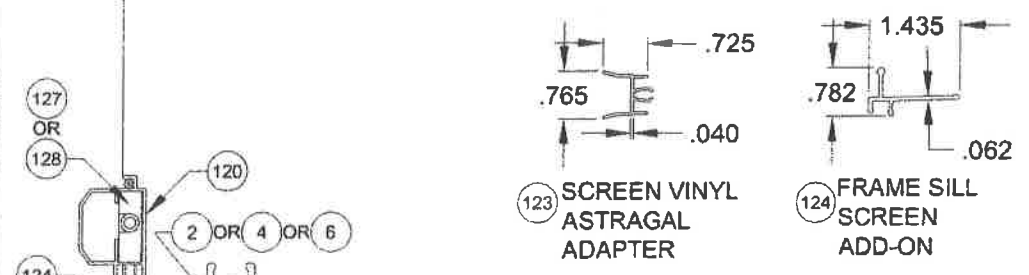 127
OR
128
120
2 OR 4 OR 6
124
.725
.765
.040
123 SCREEN VINYL
ASTRAGAL
ADAPTER
1.435
.782
.062
124 FRAME SILL
SCREEN
ADD-ON